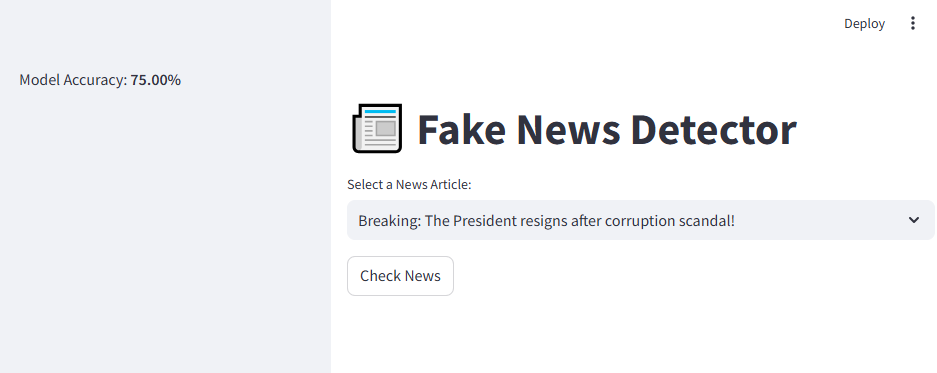 Deploy
Model Accuracy: 75.00%
Fake News Detector
Select a News Article:
Breaking: The President resigns after corruption scandal!
Check News